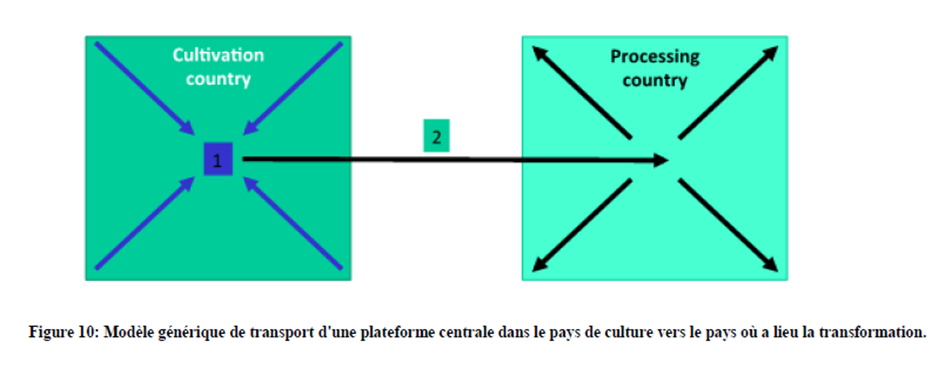 Cultivation
country
Processing
country
1
2
Figure 10: Modèle générique de transport d'une plateforme centrale dans le pays de culture vers le pays où a lieu la transformation.